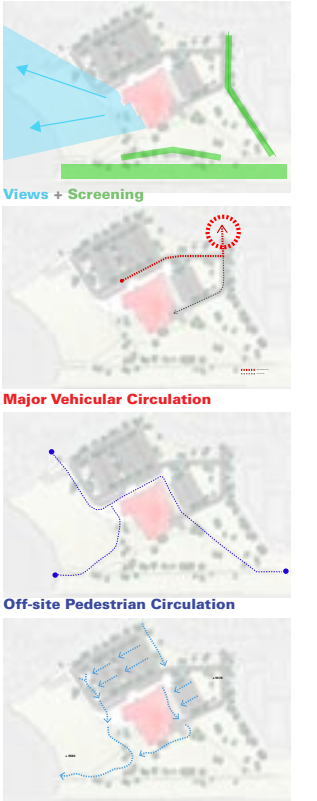 Views + Screening
Major Vehicular Circulation
Off-site Pedestrian Circulation